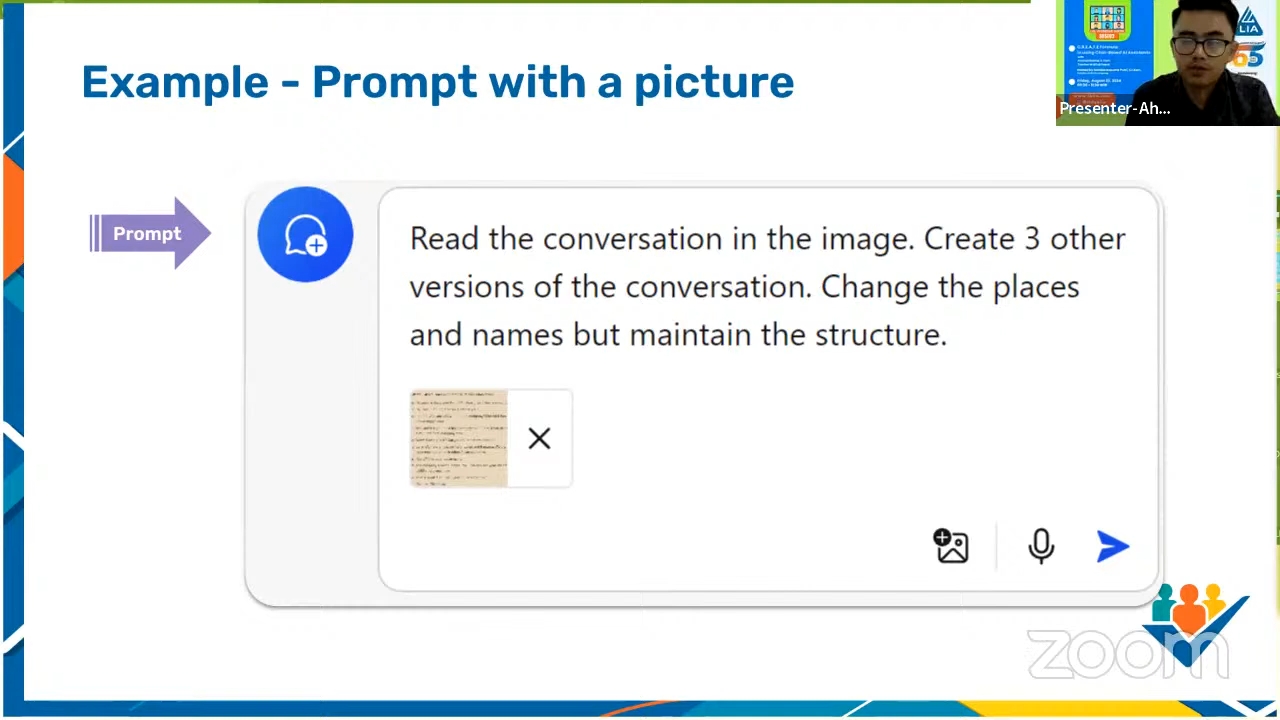 Example - Prompt with a picture
LIA
Presenter-Ah...
Prompt
Read the conversation in the image. Create 3 other
versions of the conversation. Change the places
and names but maintain the structure.
zoom